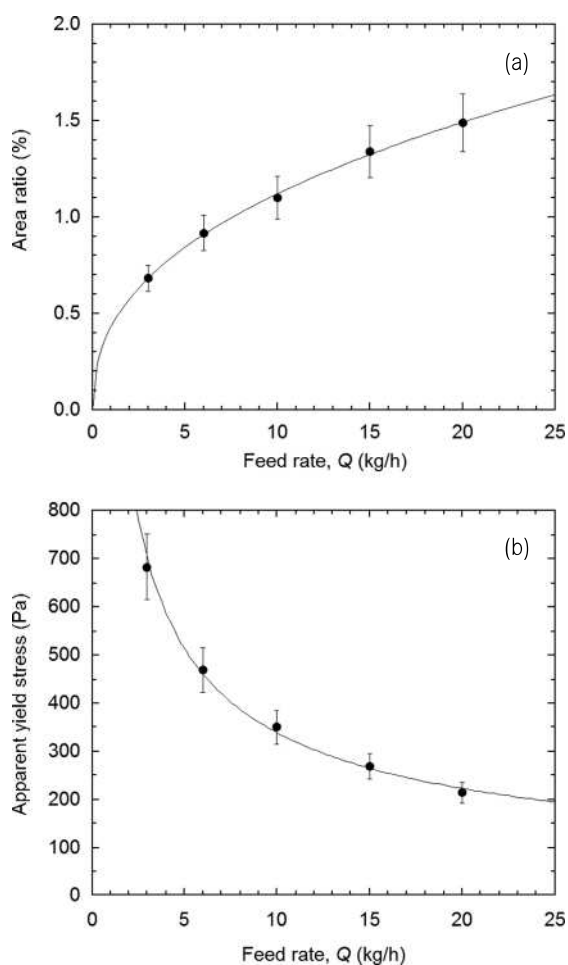 2.0
(a)
1.5
Area ratio (%)
1.0
0.5
0.0
0 5 10 15 20 25
Feed rate, Q (kg/h)
800
(b)
700
600
Apparent yield stress (Pa)
500
400
300
200
100
0
0 5 10 15 20 25
Feed rate, Q (kg/h)